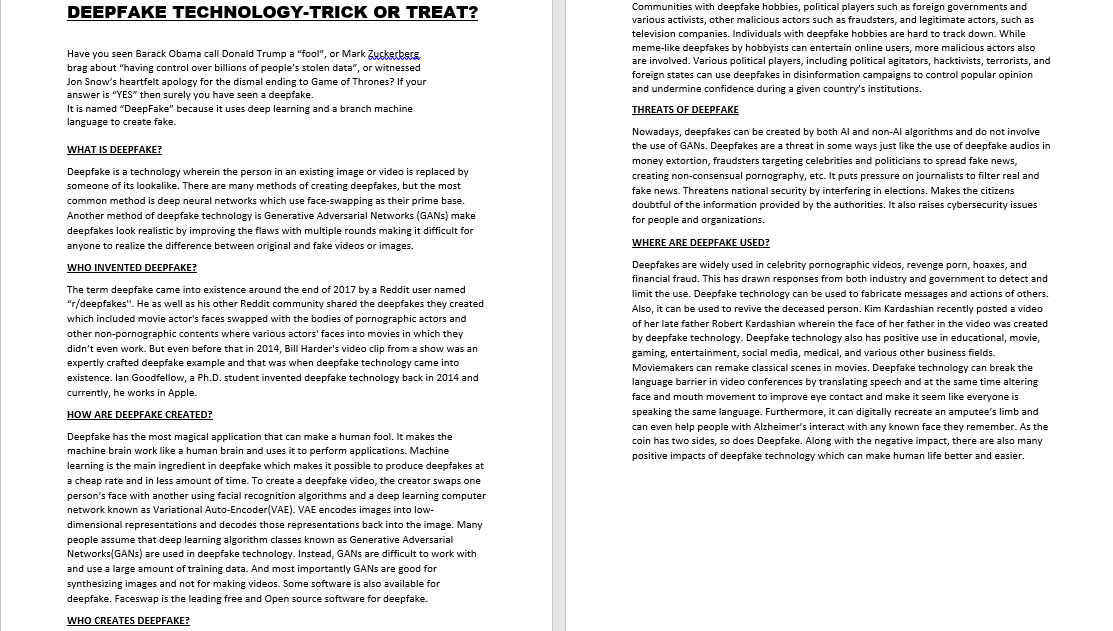 DEEPFAKE TECHNOLOGY-TRICK OR TREAT?
Have you seen Barack Obama call Donald Trump a “fool”, or Mark Zuckerberg
brag about “having control over billions of people’s stolen data”, or witnessed
Jon Snow’s heartfelt apology for the dismal ending to Game of Thrones? If your
answer is “YES” then surely you have seen a deepfake.
It is named “DeepFake” because it uses deep learning and a branch machine
language to create fake.
WHAT IS DEEPFAKE?
Deepfake is a technology wherein the person in an existing image or video is replaced by
someone of its lookalike. There are many methods of creating deepfakes, but the most
common method is deep neural networks which use face-swapping as their prime base.
Another method of deepfake technology is Generative Adversarial Networks (GANs) make
deepfakes look realistic by improving the flaws with multiple rounds making it difficult for
anyone to realize the difference between original and fake videos or images.
WHO INVENTED DEEPFAKE?
The term deepfake came into existence around the end of 2017 by a Reddit user named
“r/deepfakes". He as well as his other Reddit community shared the deepfakes they created
which included movie actor's faces swapped with the bodies of pornographic actors and
other non-pornographic contents where various actors' faces into movies in which they
didn’t even work. But even before that in 2014, Bill Harder's video clip from a show was an
expertly crafted deepfake example and that was when deepfake technology came into
existence. Ian Goodfellow, a Ph.D. student invented deepfake technology back in 2014 and
currently, he works in Apple.
HOW ARE DEEPFAKE CREATED?
Deepfake has the most magical application that can make a human fool. It makes the
machine brain work like a human brain and uses it to perform applications. Machine
learning is the main ingredient in deepfake which makes it possible to produce deepfakes at
a cheap rate and in less amount of time. To create a deepfake video, the creator swaps one
person’s face with another using facial recognition algorithms and a deep learning computer
network known as Variational Auto-Encoder(VAE). VAE encodes images into low-
dimensional representations and decodes those representations back into the image. Many
people assume that deep learning algorithm classes known as Generative Adversarial
Networks(GANs) are used in deepfake technology. Instead, GANs are difficult to work with
and use a large amount of training data. And most importantly GANs are good for
synthesizing images and not for making videos. Some software is also available for
deepfake. Faceswap is the leading free and Open source software for deepfake.
WHO CREATES DEEPFAKE?
Communities with deepfake hobbies, political players such as foreign governments and
various activists, other malicious actors such as fraudsters, and legitimate actors, such as
television companies. Individuals with deepfake hobbies are hard to track down. While
meme-like deepfakes by hobbyists can entertain online users, more malicious actors also
are involved. Various political players, including political agitators, hacktivists, terrorists, and
foreign states can use deepfakes in disinformation campaigns to control popular opinion
and undermine confidence during a given country’s institutions.
THREATS OF DEEPFAKE
Nowadays, deepfakes can be created by both AI and non-AI algorithms and do not involve
the use of GANs. Deepfakes are a threat in some ways just like the use of deepfake audios in
money extortion, fraudsters targeting celebrities and politicians to spread fake news,
creating non-consensual pornography, etc. It puts pressure on journalists to filter real and
fake news. Threatens national security by interfering in elections. Makes the citizens
doubtful of the information provided by the authorities. It also raises cybersecurity issues
for people and organizations.
WHERE ARE DEEPFAKE USED?
Deepfakes are widely used in celebrity pornographic videos, revenge porn, hoaxes, and
financial fraud. This has drawn responses from both industry and government to detect and
limit the use. Deepfake technology can be used to fabricate messages and actions of others.
Also, it can be used to revive the deceased person. Kim Kardashian recently posted a video
of her late father Robert Kardashian wherein the face of her father in the video was created
by deepfake technology. Deepfake technology also has positive use in educational, movie,
gaming, entertainment, social media, medical, and various other business fields.
Moviemakers can remake classical scenes in movies. Deepfake technology can break the
language barrier in video conferences by translating speech and at the same time altering
face and mouth movement to improve eye contact and make it seem like everyone is
speaking the same language. Furthermore, it can digitally recreate an amputee’s limb and
can even help people with Alzheimer’s interact with any known face they remember. As the
coin has two sides, so does Deepfake. Along with the negative impact, there are also many
positive impacts of deepfake technology which can make human life better and easier.